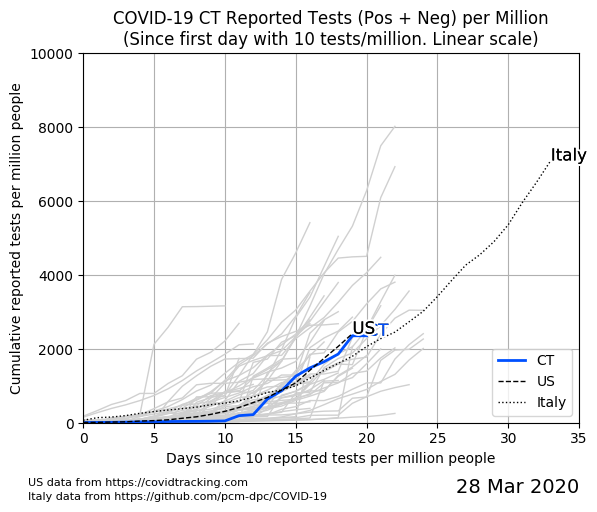 COVID-19 CT Reported Tests (Pos + Neg) per Million
(Since first day with 10 tests/million. Linear scale)
Cumulative reported tests per million people
10000
8000
6000
4000
2000
0
Italy
US
CT
CT
US
Italy
0 5 10 15 20 25 30 35
Days since 10 reported tests per million people
US data from https://covidtracking.com
Italy data from https://github.com/pcm-dpc/COVID-19
28 Mar 2020